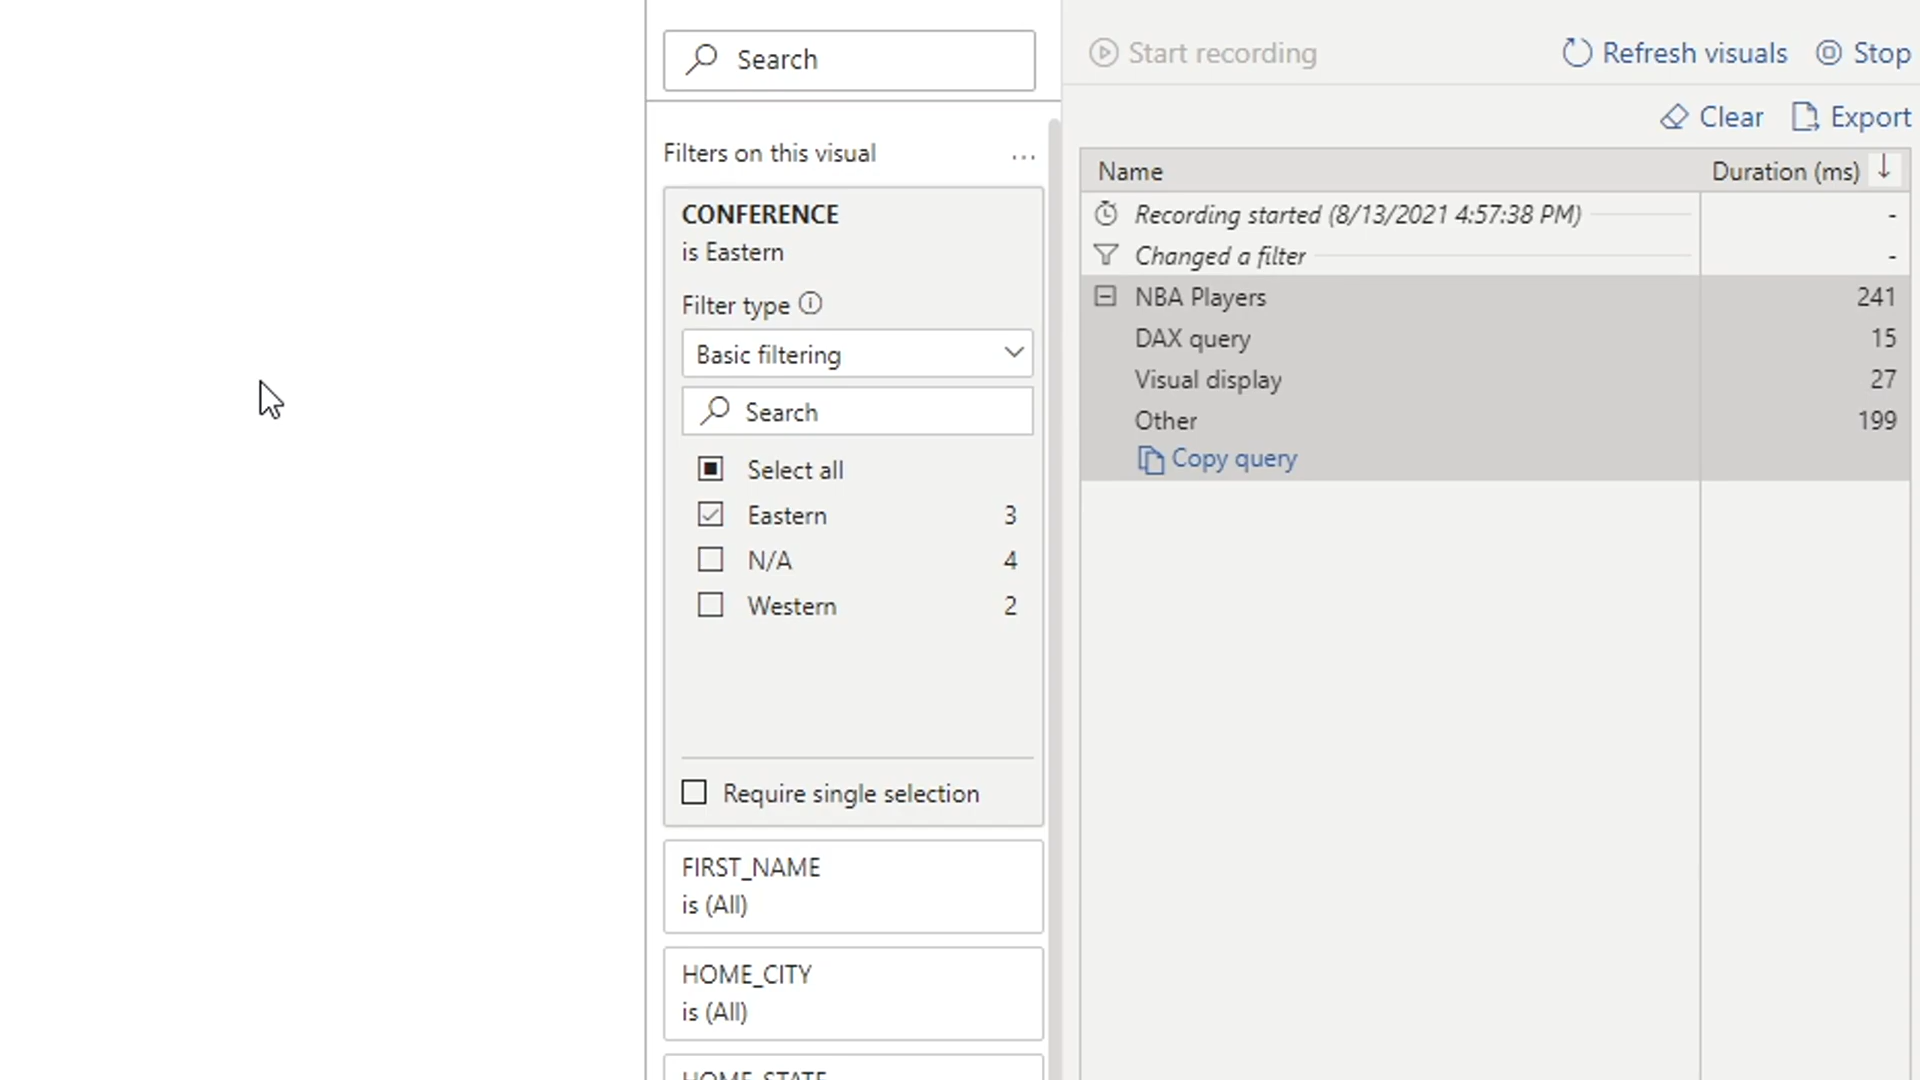 Search
Filters on this visual
...
CONFERENCE
is Eastern
Filter type
Basic filtering
Search
Select all
Eastern 3
N/A 4
Western 2
Require single selection
FIRST_NAME
is (All)
HOME_CITY
is (All)
HOME_STATE
Start recording
Refresh visuals
Stop
Clear
Export
Name Duration (ms)
Recording started (8/13/2021 4:57:38 PM) -
Changed a filter -
NBA Players 241
DAX query 15
Visual display 27
Other 199
Copy query